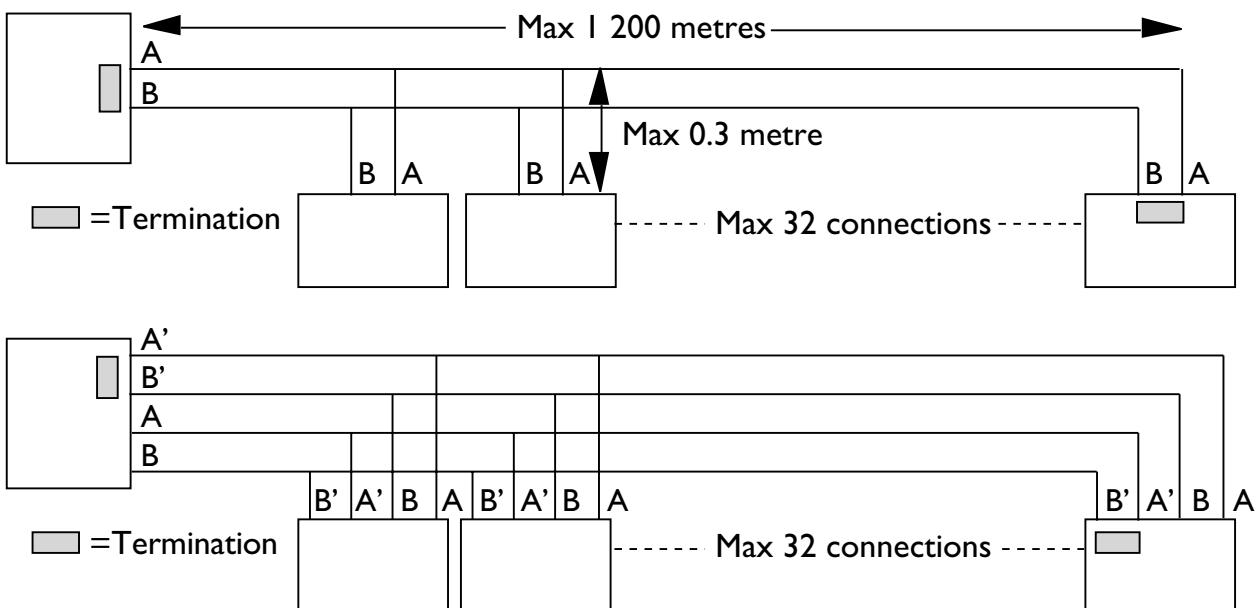 Max 1 200 metres
A
B
Max 0.3 metre
B A B A B A
=Termination
Max 32 connections
A’
B’
A
B
B’ A’ B A B’ A’ B A B’ A’ B A
=Termination
Max 32 connections